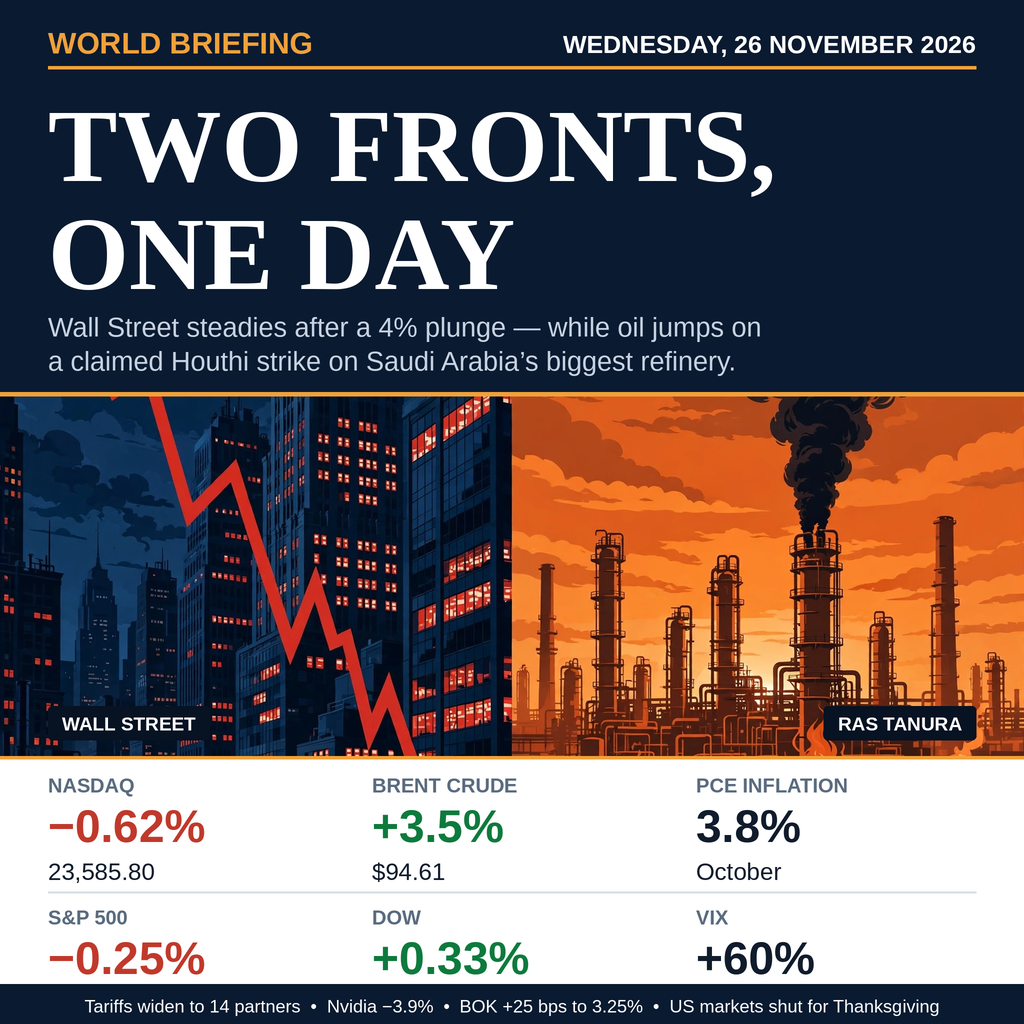 WORLD BRIEFING
WEDNESDAY, 26 NOVEMBER 2026
TWO FRONTS,
ONE DAY
Wall Street steadies after a 4% plunge — while oil jumps on
a claimed Houthi strike on Saudi Arabia’s biggest refinery.
WALL STREET
RAS TANURA
NASDAQ
−0.62%
23,585.80
BRENT CRUDE
+3.5%
$94.61
PCE INFLATION
3.8%
October
S&P 500
−0.25%
DOW
+0.33%
VIX
+60%
Tariffs widen to 14 partners • Nvidia −3.9% • BOK +25 bps to 3.25% • US markets shut for Thanksgiving